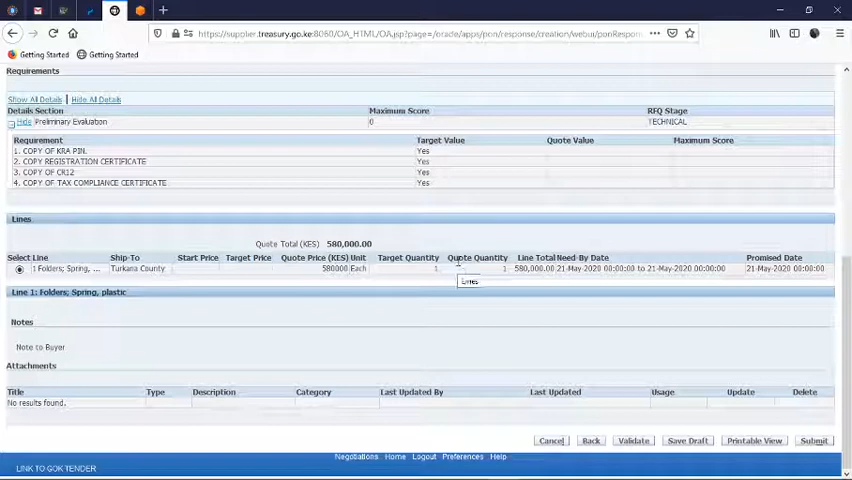 https://supplier.treasury.go.ke:8060/OA_HTML/OA.jsp?page=/oracle/apps/pon/response/creation/webui/ponRespon
Getting Started Getting Started
Requirements
Show All Details | Hide All Details
Details Section Maximum Score RFQ Stage
Hide Preliminary Evaluation 0 TECHNICAL
Requirement Target Value Quote Value Maximum Score
1. COPY OF KRA PIN. Yes
2. COPY REGISTRATION CERTIFICATE Yes
3. COPY OF CR12 Yes
4. COPY OF TAX COMPLIANCE CERTIFICATE Yes
Lines
Quote Total (KES) 580,000.00
Select Line Ship-To Start Price Target Price Quote Price (KES) Unit Target Quantity Quote Quantity Line Total Need-By Date Promised Date
1 Folders; Spring, ... Turkana County 580000 Each 1 1 580,000.00 21-May-2020 00:00:00 to 21-May-2020 00:00:00 21-May-2020 00:00:00
Lines
Line 1: Folders; Spring, plastic
Notes
Note to Buyer
Attachments
Title Type Description Category Last Updated By Last Updated Usage Update Delete
No results found.
Cancel Back Validate Save Draft Printable View Submit
Negotiations Home Logout Preferences Help
LINK TO GOK TENDER